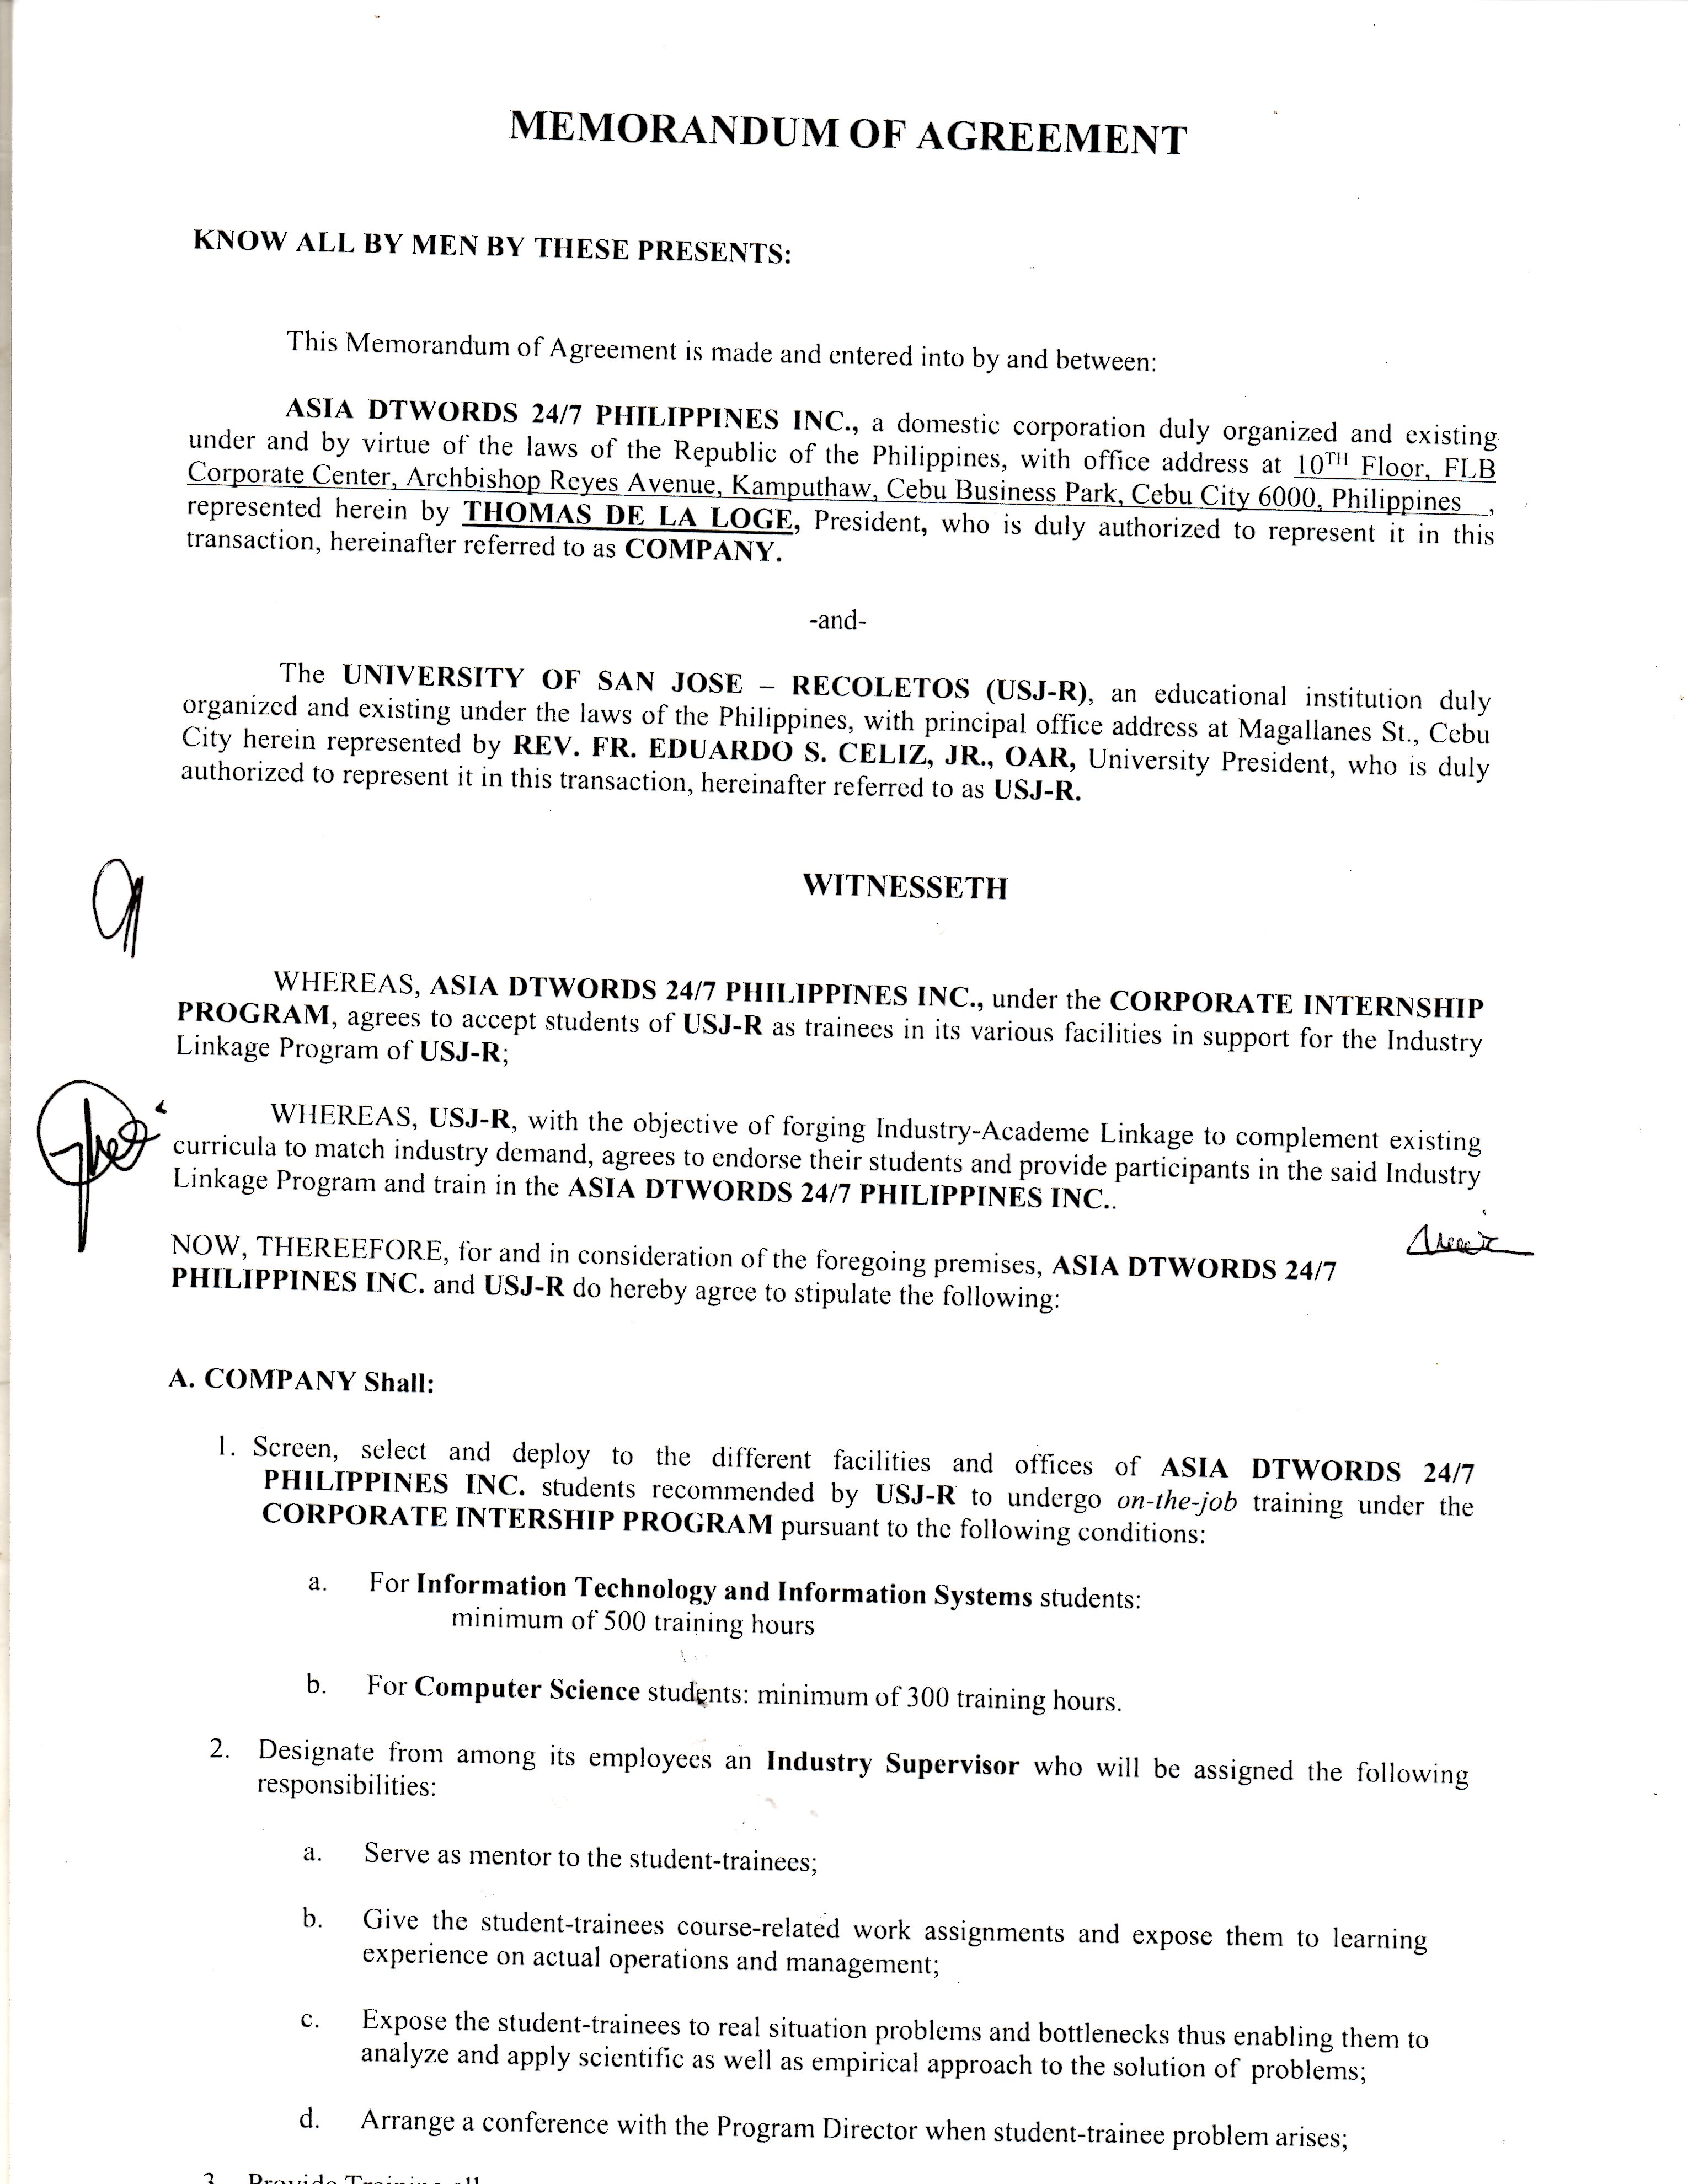 MEMORANDUM OF AGREEMENT
KNOW ALL BY MEN BY THESE PRESENTS:
This Memorandum of Agreement is made and entered into by and between:
ASIA DTWORDS 24/7 PHILIPPINES INC., a domestic corporation duly organized and existing
under and by virtue of the laws of the Republic of the Philippines, with office address at 10TH Floor, FLB
Corporate Center, Archbishop Reyes Avenue, Kamputhaw, Cebu Business Park, Cebu City 6000, Philippines ,
represented herein by THOMAS DE LA LOGE, President, who is duly authorized to represent it in this
transaction, hereinafter referred to as COMPANY.
-and-
The UNIVERSITY OF SAN JOSE – RECOLETOS (USJ-R), an educational institution duly
organized and existing under the laws of the Philippines, with principal office address at Magallanes St., Cebu
City herein represented by REV. FR. EDUARDO S. CELIZ, JR., OAR, University President, who is duly
authorized to represent it in this transaction, hereinafter referred to as USJ-R.
WITNESSETH
WHEREAS, ASIA DTWORDS 24/7 PHILIPPINES INC., under the CORPORATE INTERNSHIP
PROGRAM, agrees to accept students of USJ-R as trainees in its various facilities in support for the Industry
Linkage Program of USJ-R;
WHEREAS, USJ-R, with the objective of forging Industry-Academe Linkage to complement existing
curricula to match industry demand, agrees to endorse their students and provide participants in the said Industry
Linkage Program and train in the ASIA DTWORDS 24/7 PHILIPPINES INC..
NOW, THEREEFORE, for and in consideration of the foregoing premises, ASIA DTWORDS 24/7
PHILIPPINES INC. and USJ-R do hereby agree to stipulate the following:
A. COMPANY Shall:
1. Screen, select and deploy to the different facilities and offices of ASIA DTWORDS 24/7
PHILIPPINES INC. students recommended by USJ-R to undergo on-the-job training under the
CORPORATE INTERSHIP PROGRAM pursuant to the following conditions:
a. For Information Technology and Information Systems students:
minimum of 500 training hours
b. For Computer Science students: minimum of 300 training hours.
2. Designate from among its employees an Industry Supervisor who will be assigned the following
responsibilities:
a. Serve as mentor to the student-trainees;
b. Give the student-trainees course-related work assignments and expose them to learning
experience on actual operations and management;
c. Expose the student-trainees to real situation problems and bottlenecks thus enabling them to
analyze and apply scientific as well as empirical approach to the solution of problems;
d. Arrange a conference with the Program Director when student-trainee problem arises;
3. Provide